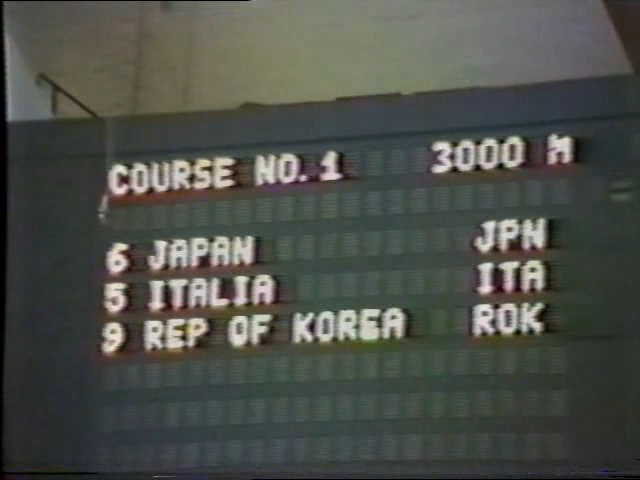 COURSE NO. 1 3000 M
6 JAPAN JPN
5 ITALIA ITA
9 REP OF KOREA ROK